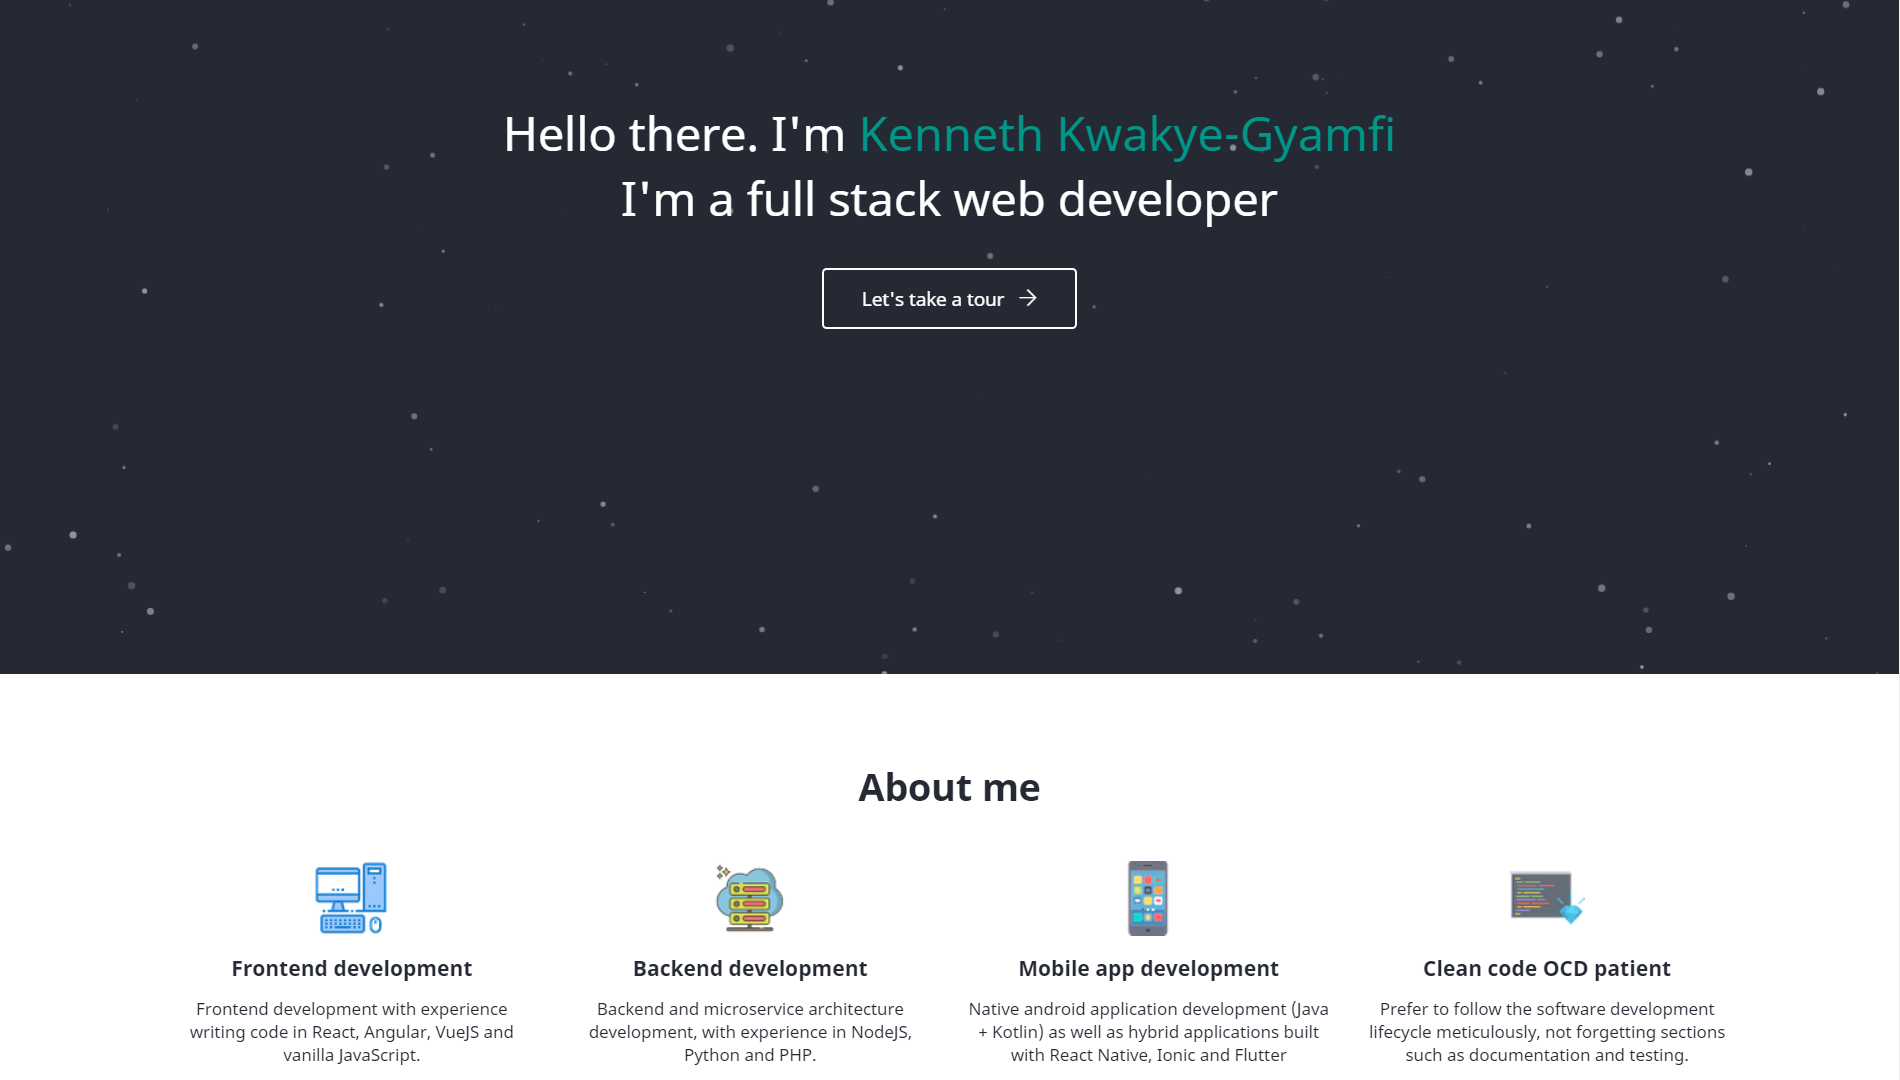 Hello there. I'm Kenneth Kwakye-Gyamfi
I'm a full stack web developer
Let's take a tour →
About me
Frontend development
Frontend development with experience
writing code in React, Angular, VueJS and
vanilla JavaScript.
Backend development
Backend and microservice architecture
development, with experience in NodeJS,
Python and PHP.
Mobile app development
Native android application development (Java
+ Kotlin) as well as hybrid applications built
with React Native, Ionic and Flutter
Clean code OCD patient
Prefer to follow the software development
lifecycle meticulously, not forgetting sections
such as documentation and testing.